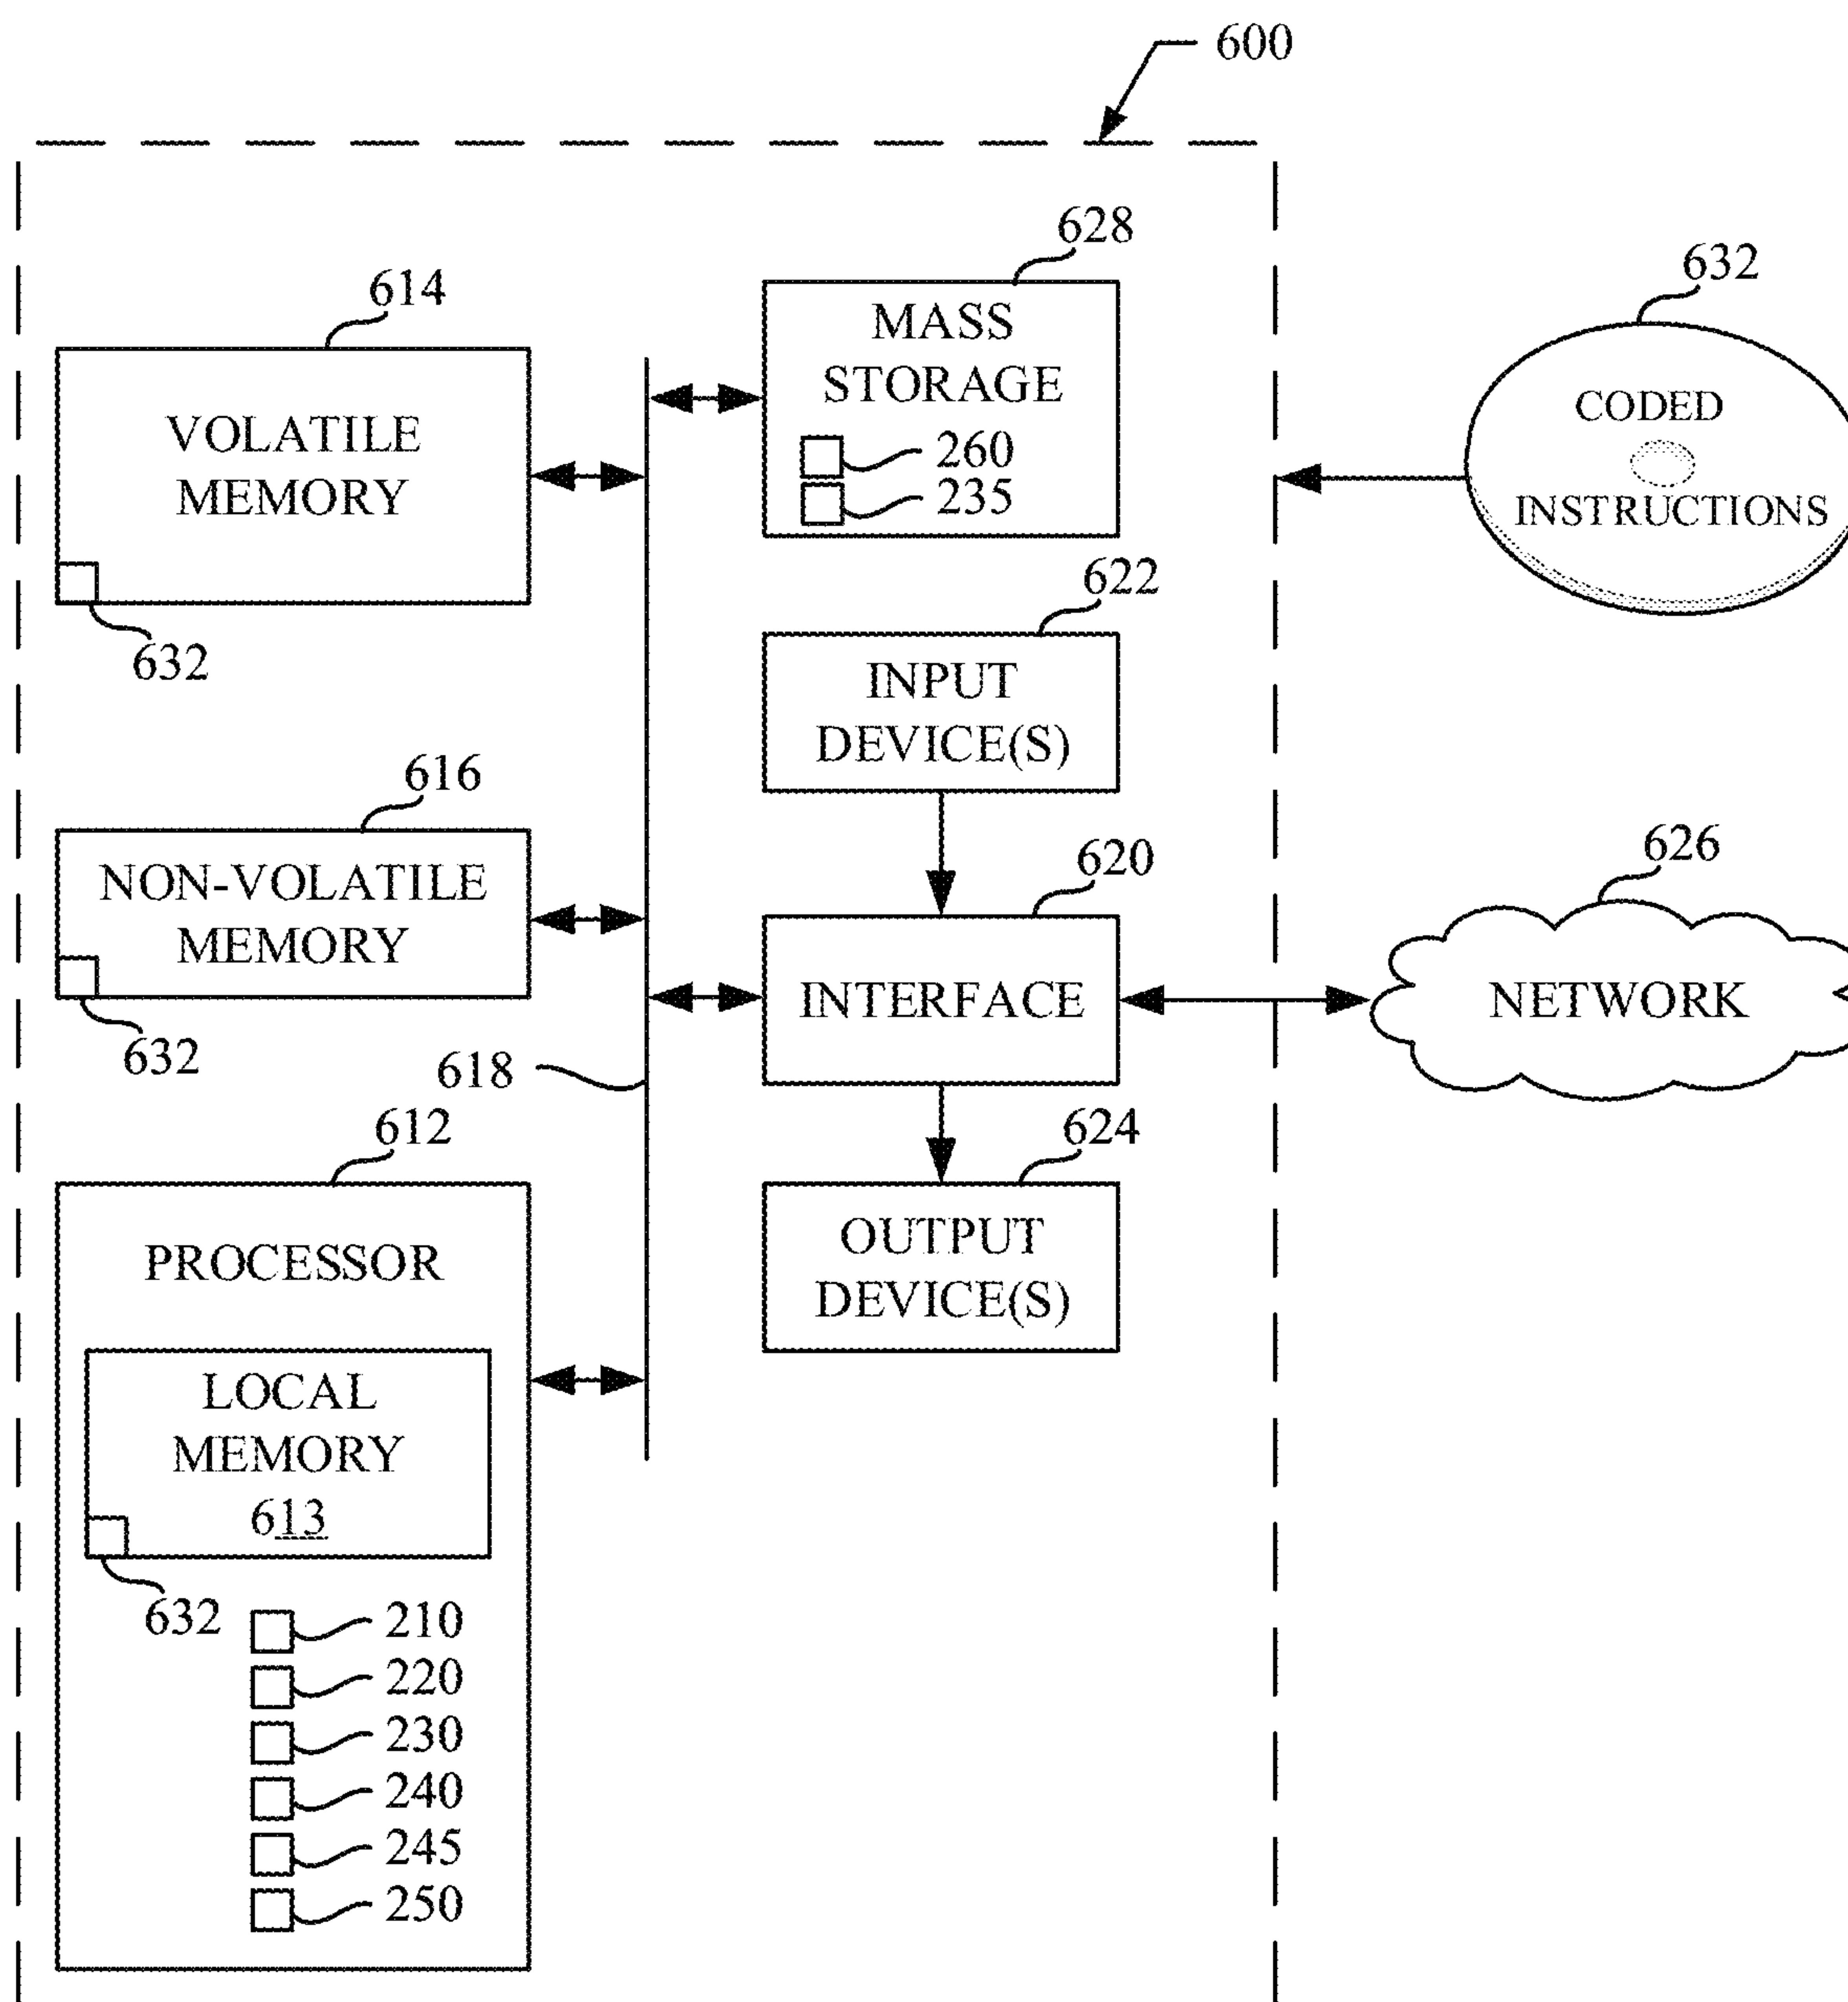 600
628
MASS
STORAGE
260
235
614
VOLATILE
MEMORY
632
632
CODED
INSTRUCTIONS
622
INPUT
DEVICE(S)
616
NON-VOLATILE
MEMORY
632
620
INTERFACE
626
NETWORK
618
612
PROCESSOR
LOCAL
MEMORY
613
632
210
220
230
240
245
250
624
OUTPUT
DEVICE(S)